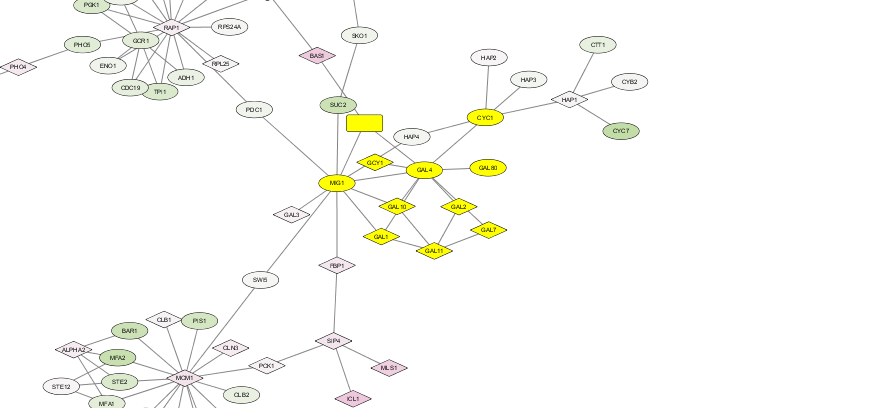 PGK1
RAP1
RPS24A
SKO1
PHO5
GCR1
CTT1
BAS1
HAP2
RPL25
PHO4
ENO1
ADH1
HAP3
CYB2
CDC19
TPI1
HAP1
SUC2
PDC1
CYC1
CYC7
HAP4
GCY1
GAL4
GAL80
MIG1
GAL3
GAL10
GAL2
GAL7
GAL1
GAL11
FBP1
SWI5
CLB1
PIS1
BAR1
SIP4
ALPHA2
CLN3
MFA2
PCK1
MLS1
MCM1
STE2
STE12
CLB2
ICL1
MFA1